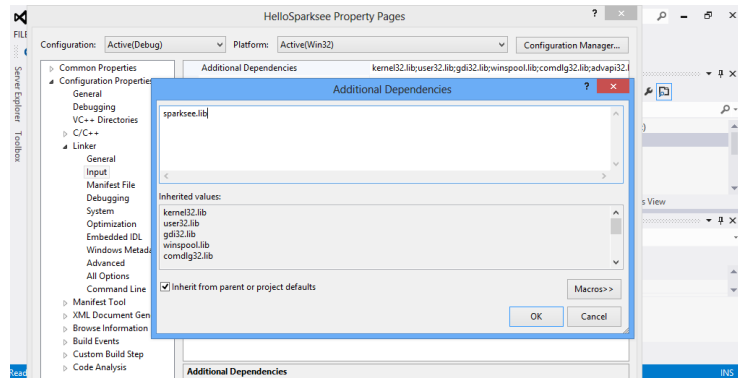 HelloSparksee Property Pages
FILE
Configuration: Active(Debug) Platform: Active(Win32) Configuration Manager...
Server Explorer
Toolbox
Common Properties
Configuration Properties
General
Debugging
VC++ Directories
C/C++
Linker
General
Input
Manifest File
Debugging
System
Optimization
Embedded IDL
Windows Metada
Advanced
All Options
Command Line
Manifest Tool
XML Document Gen
Browse Information
Build Events
Custom Build Step
Code Analysis
Additional Dependencies kernel32.lib;user32.lib;gdi32.lib;winspool.lib;comdlg32.lib;advapi32.l
Additional Dependencies
sparksee.lib
Inherited values:
kernel32.lib
user32.lib
gdi32.lib
winspool.lib
comdlg32.lib
Inherit from parent or project defaults
Macros>>
OK Cancel
Additional Dependencies
s View
Read
INS